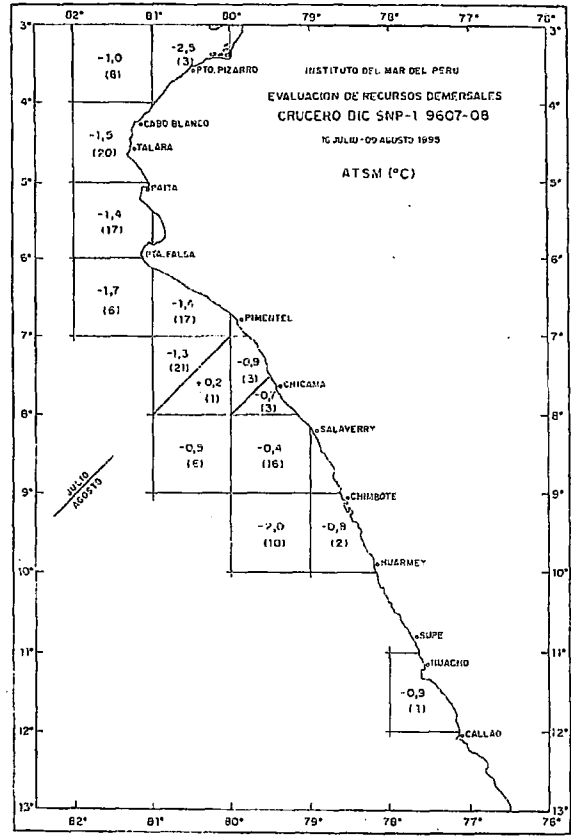 82° 81° 80° 79° 78° 77° 76°
3° 3°
-1,0
(8)
-2,5
(3)
PTO. PIZARRO
INSTITUTO DEL MAR DEL PERU
EVALUACION DE RECURSOS DEMERSALES
CRUCERO BIC SNP-1 9607-08
16 JULIO - 09 AGOSTO 1996
ATSM (°C)
4° 4°
CABO BLANCO
-1,5
(20)
TALARA
5° 5°
PAITA
-1,4
(17)
6° 6°
PTA. FALSA
-1,7
(6)
-1,4
(17)
PIMENTEL
7° 7°
-1,3
(21)
+0,2
(1)
-0,9
(3)
CHICAMA
-0,7
(3)
8° 8°
SALAVERRY
-0,5
(6)
-0,4
(16)
JULIO
AGOSTO
9° 9°
CHIMBOTE
-2,0
(10)
-0,8
(2)
HUARMEY
10° 10°
SUPE
11° 11°
HUACHO
-0,9
(1)
12° 12°
CALLAO
13° 13°
82° 81° 80° 79° 78° 77° 76°